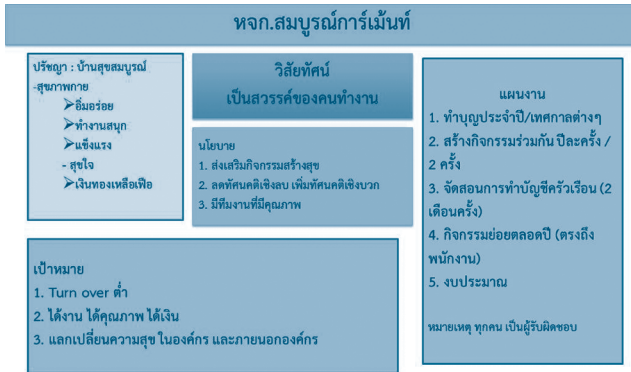 หจก.สมบูรณ์การ์เม้นท์
ปรัชญา : บ้านสุขสมบูรณ์
-สุขภาพกาย
➢อิ่มอร่อย
➢ทำงานสนุก
➢แข็งแรง
- สุขใจ
➢เงินทองเหลือเฟือ
วิสัยทัศน์
เป็นสวรรค์ของคนทำงาน
นโยบาย
1. ส่งเสริมกิจกรรมสร้างสุข
2. ลดทัศนคติเชิงลบ เพิ่มทัศนคติเชิงบวก
3. มีทีมงานที่มีคุณภาพ
แผนงาน
1. ทำบุญประจำปี/เทศกาลต่างๆ
2. สร้างกิจกรรมร่วมกัน ปีละครั้ง /
2 ครั้ง
3. จัดสอนการทำบัญชีครัวเรือน (2
เดือนครั้ง)
4. กิจกรรมย่อยตลอดปี (ตรงถึง
พนักงาน)
5. งบประมาณ
หมายเหตุ ทุกคน เป็นผู้รับผิดชอบ
เป้าหมาย
1. Turn over ต่ำ
2. ได้งาน ได้คุณภาพ ได้เงิน
3. แลกเปลี่ยนความสุข ในองค์กร และภายนอกองค์กร